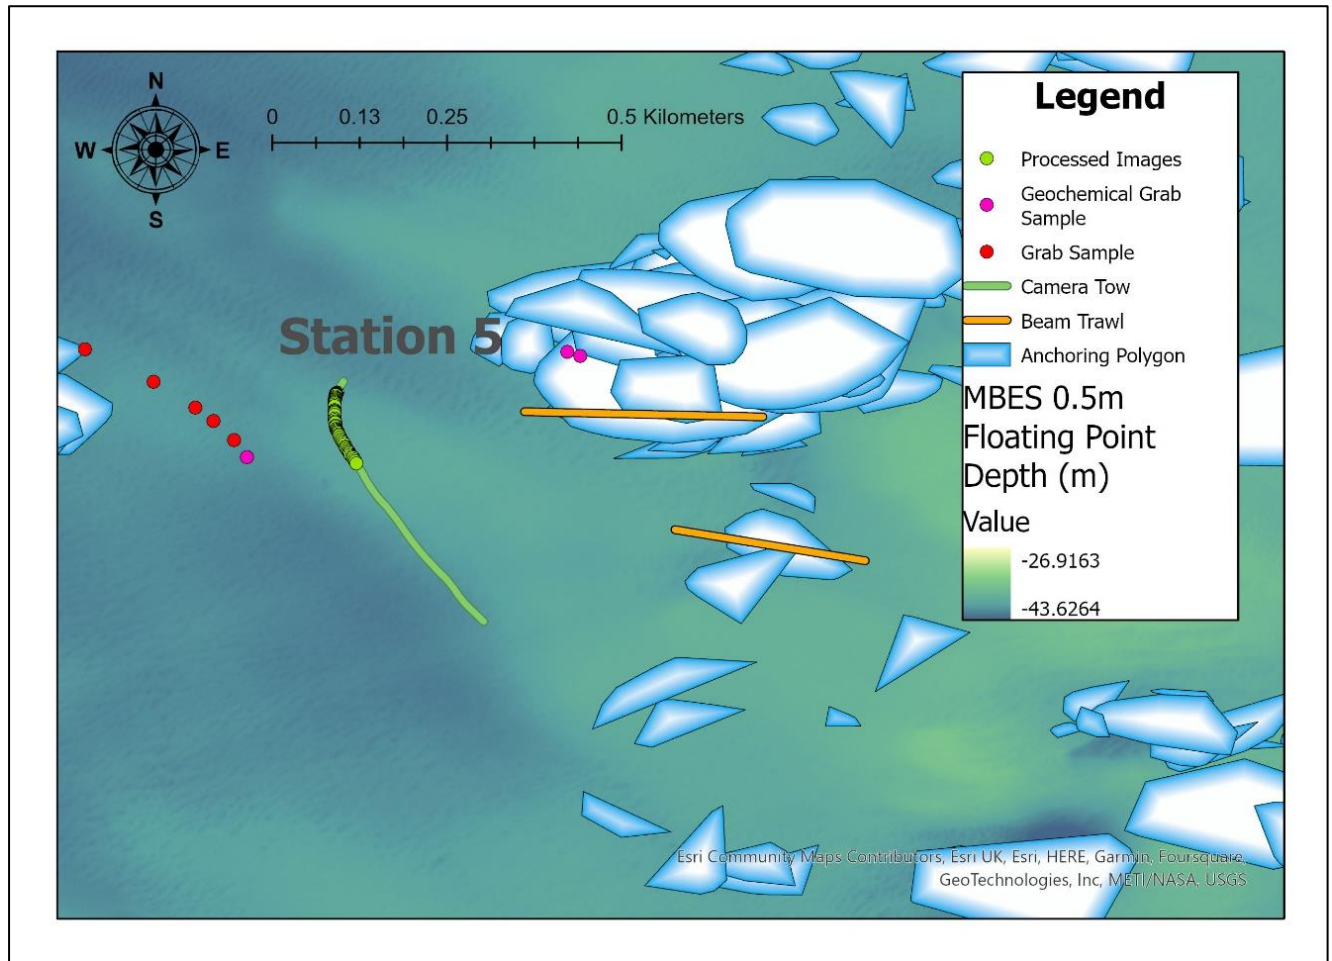 N
W E
S
0 0.13 0.25 0.5 Kilometers
Station 5
Legend
Processed Images
Geochemical Grab
Sample
Grab Sample
Camera Tow
Beam Trawl
Anchoring Polygon
MBES 0.5m
Floating Point
Depth (m)
Value
-26.9163
-43.6264
Esri Community Maps Contributors, Esri UK, Esri, HERE, Garmin, Foursquare,
GeoTechnologies, Inc, METI/NASA, USGS